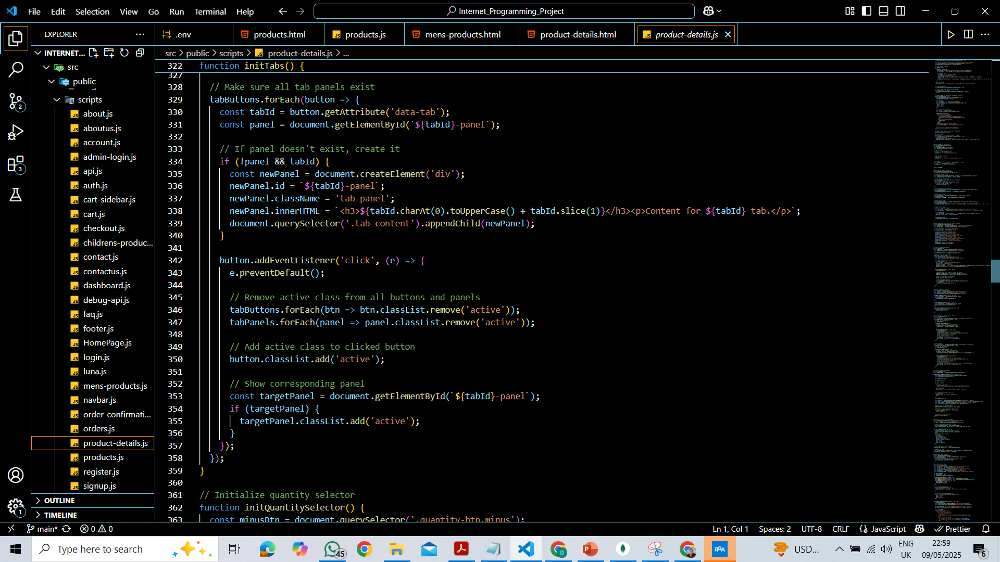 File Edit Selection View Go Run Terminal Help
Internet_Programming_Project
EXPLORER
.env
products.html
products.js
mens-products.html
product-details.html
product-details.js
INTERNET...
src > public > scripts > product-details.js > ...
src
public
scripts
about.js
aboutus.js
account.js
admin-login.js
api.js
auth.js
cart-sidebar.js
cart.js
checkout.js
childrens-produc...
contact.js
contactus.js
dashboard.js
debug-api.js
faq.js
footer.js
HomePage.js
login.js
luna.js
mens-products.js
navbar.js
order-confirmati...
orders.js
product-details.js
products.js
register.js
signup.js
OUTLINE
TIMELINE
2
3
1
322 function initTabs() {
327
328 // Make sure all tab panels exist
329 tabButtons.forEach(button => {
330 const tabId = button.getAttribute('data-tab');
331 const panel = document.getElementById(`${tabId}-panel`);
332
333 // If panel doesn't exist, create it
334 if (!panel && tabId) {
335 const newPanel = document.createElement('div');
336 newPanel.id = `${tabId}-panel`;
337 newPanel.className = 'tab-panel';
338 newPanel.innerHTML = `<h3>${tabId.charAt(0).toUpperCase() + tabId.slice(1)}</h3><p>Content for ${tabId} tab.</p>`;
339 document.querySelector('.tab-content').appendChild(newPanel);
340 }
341
342 button.addEventListener('click', (e) => {
343 e.preventDefault();
344
345 // Remove active class from all buttons and panels
346 tabButtons.forEach(btn => btn.classList.remove('active'));
347 tabPanels.forEach(panel => panel.classList.remove('active'));
348
349 // Add active class to clicked button
350 button.classList.add('active');
351
352 // Show corresponding panel
353 const targetPanel = document.getElementById(`${tabId}-panel`);
354 if (targetPanel) {
355 targetPanel.classList.add('active');
356 }
357 });
358 });
359 }
360
361 // Initialize quantity selector
362 function initQuantitySelector() {
363 const minusBtn = document.querySelector('.quantity-btn.minus');
main* 0 0
Ln 1, Col 1 Spaces: 2 UTF-8 CRLF {} JavaScript Prettier
Type here to search
45
USD...
ENG
UK
22:59
09/05/2025
6